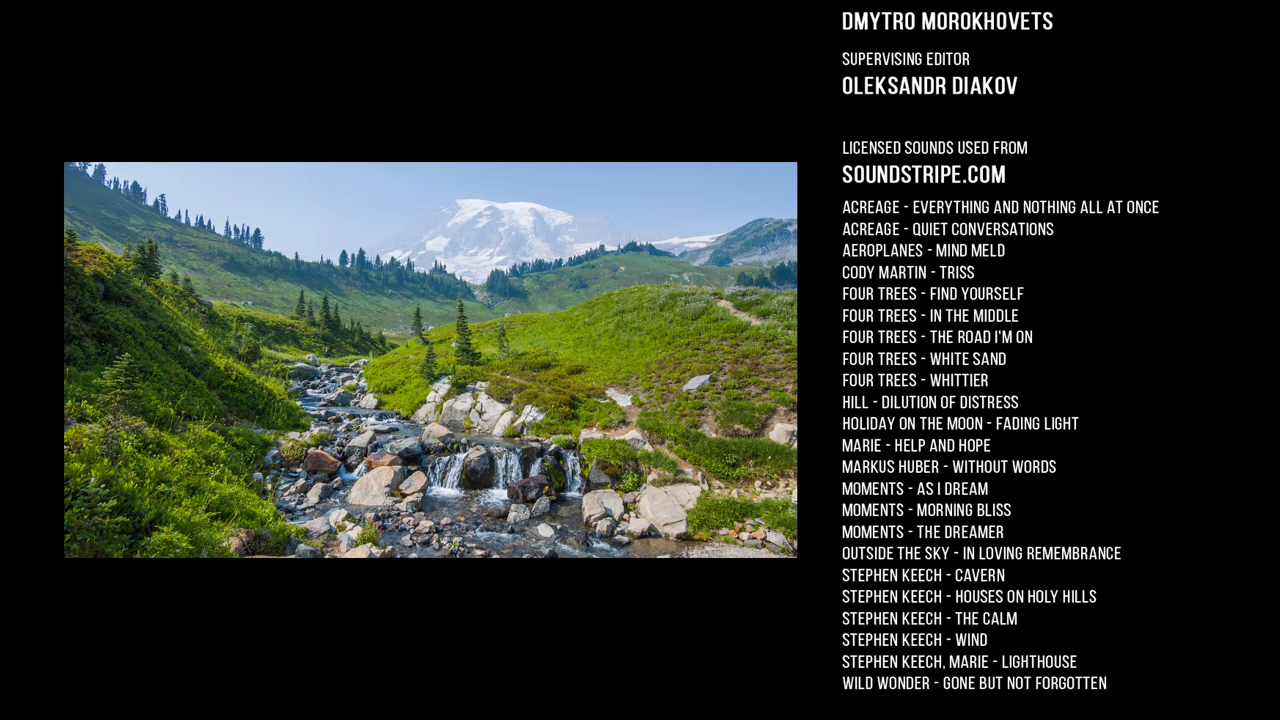 DMYTRO MOROKHOVETS
SUPERVISING EDITOR
OLEKSANDR DIAKOV
LICENSED SOUNDS USED FROM
SOUNDSTRIPE.COM
ACREAGE - EVERYTHING AND NOTHING ALL AT ONCE
ACREAGE - QUIET CONVERSATIONS
AEROPLANES - MIND MELD
CODY MARTIN - TRISS
FOUR TREES - FIND YOURSELF
FOUR TREES - IN THE MIDDLE
FOUR TREES - THE ROAD I'M ON
FOUR TREES - WHITE SAND
FOUR TREES - WHITTIER
HILL - DILUTION OF DISTRESS
HOLIDAY ON THE MOON - FADING LIGHT
MARIE - HELP AND HOPE
MARKUS HUBER - WITHOUT WORDS
MOMENTS - AS I DREAM
MOMENTS - MORNING BLISS
MOMENTS - THE DREAMER
OUTSIDE THE SKY - IN LOVING REMEMBRANCE
STEPHEN KEECH - CAVERN
STEPHEN KEECH - HOUSES ON HOLY HILLS
STEPHEN KEECH - THE CALM
STEPHEN KEECH - WIND
STEPHEN KEECH, MARIE - LIGHTHOUSE
WILD WONDER - GONE BUT NOT FORGOTTEN